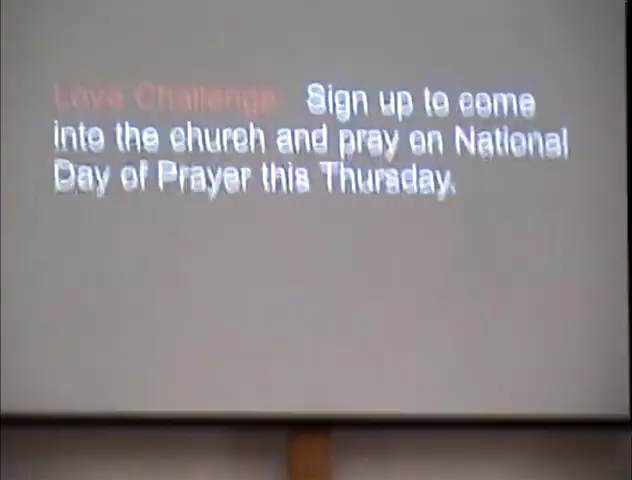 Love Challenge Sign up to come
into the church and pray on National
Day of Prayer this Thursday.